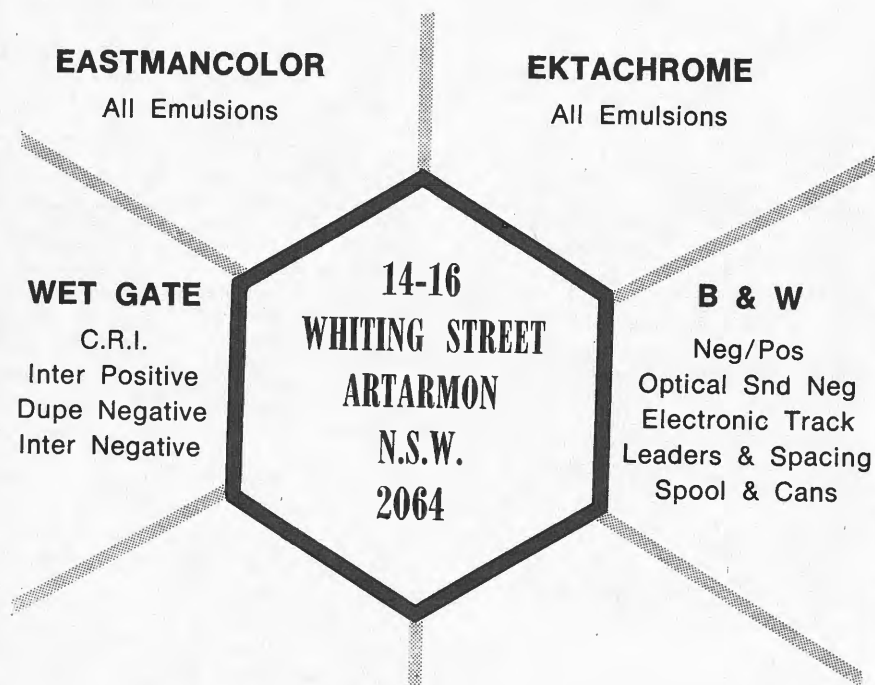 EASTMANCOLOR
All Emulsions
EKTACHROME
All Emulsions
WET GATE
C.R.I.
Inter Positive
Dupe Negative
Inter Negative
14-16
WHITING STREET
ARTARMON
N.S.W.
2064
B & W
Neg/Pos
Optical Snd Neg
Electronic Track
Leaders & Spacing
Spool & Cans